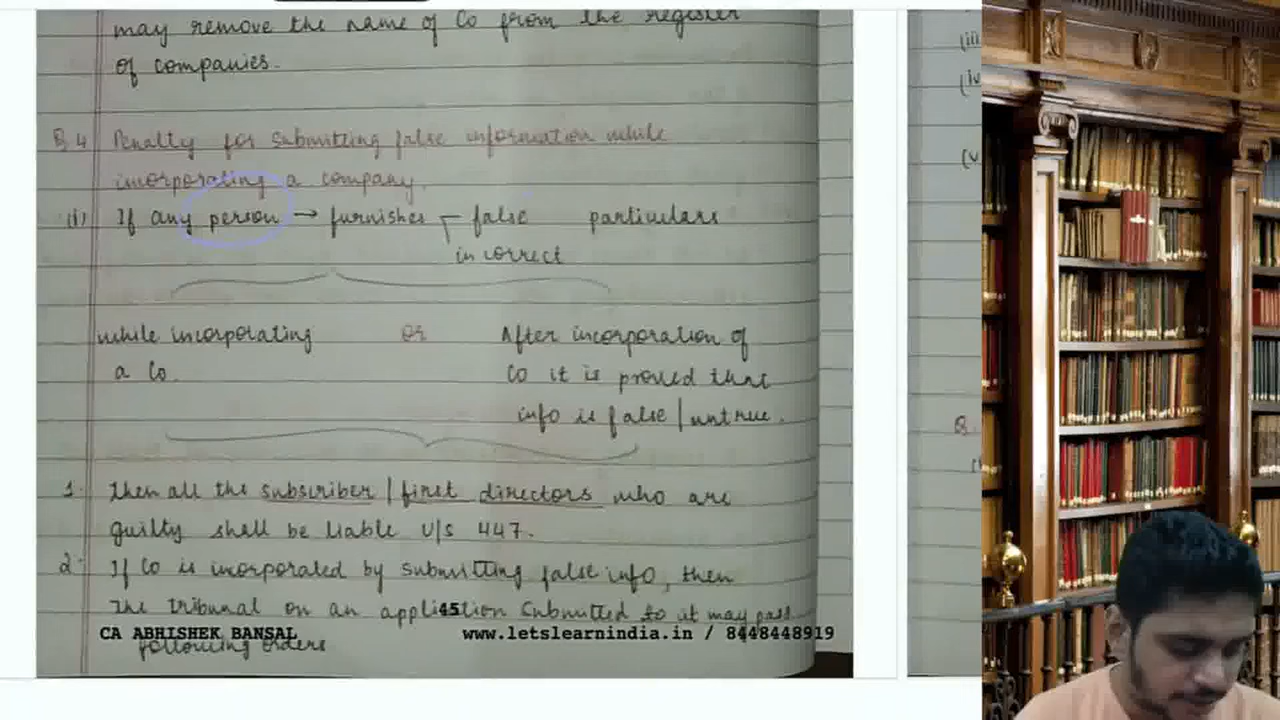 may remove the name of Co from the register
of companies.
Q.4 Penalty for submitting false information while
incorporating a company.
(i) If any person → furnishes false particulars
incorrect
while incorporating or After incorporation of
a Co. Co it is proved that
info is false / untrue.
1. Then all the subscriber / first directors who are
guilty shall be liable U/S 447.
2. If Co is incorporated by submitting false info, then
the tribunal on an application submitted to it may pass
45
CA ABHISHEK BANSAL www.letslearnindia.in / 8448448919
following orders
(iii
(iv
(v
Q.
(i